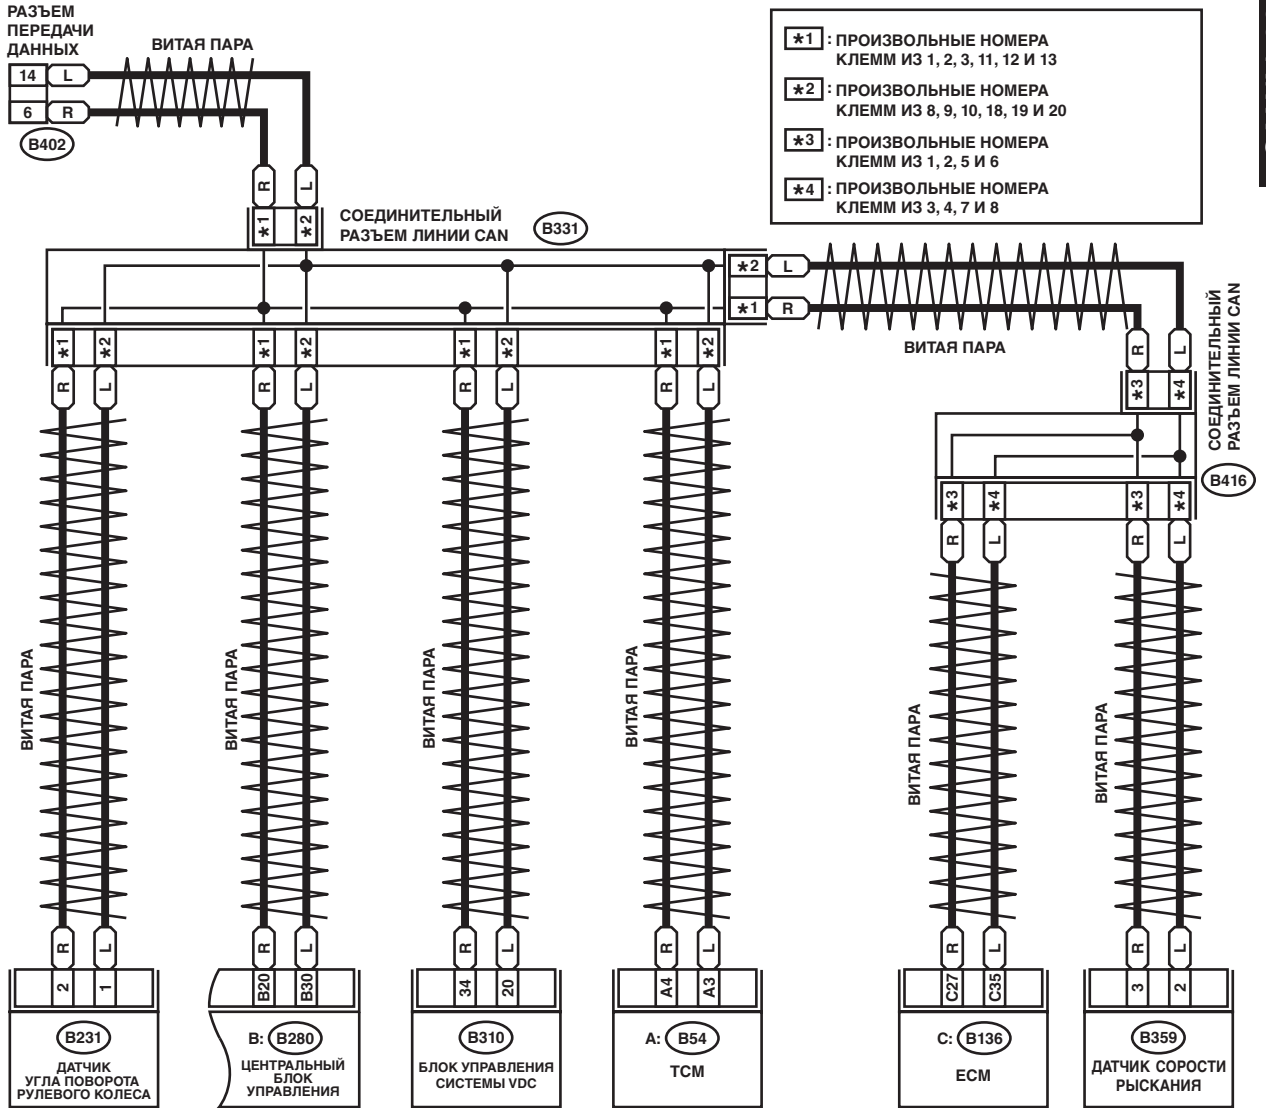 РАЗЪЕМ
ПЕРЕДАЧИ
ДАННЫХ
ВИТАЯ ПАРА
14 L
6 R
B402
*1 : ПРОИЗВОЛЬНЫЕ НОМЕРА
КЛЕММ ИЗ 1, 2, 3, 11, 12 И 13
*2 : ПРОИЗВОЛЬНЫЕ НОМЕРА
КЛЕММ ИЗ 8, 9, 10, 18, 19 И 20
*3 : ПРОИЗВОЛЬНЫЕ НОМЕРА
КЛЕММ ИЗ 1, 2, 5 И 6
*4 : ПРОИЗВОЛЬНЫЕ НОМЕРА
КЛЕММ ИЗ 3, 4, 7 И 8
R L
*1 *2
СОЕДИНИТЕЛЬНЫЙ
РАЗЪЕМ ЛИНИИ CAN
B331
*2 L
*1 R
ВИТАЯ ПАРА
R L
*3 *4
СОЕДИНИТЕЛЬНЫЙ
РАЗЪЕМ ЛИНИИ CAN
B416
*1 *2 *1 *2 *1 *2 *1 *2
R L R L R L R L
*3 *4 *3 *4
R L R L
ВИТАЯ ПАРА
ВИТАЯ ПАРА
ВИТАЯ ПАРА
ВИТАЯ ПАРА
ВИТАЯ ПАРА
ВИТАЯ ПАРА
R L R L R L R L R L R L
2 1 B20 B30 34 20 A4 A3 C27 C35 3 2
B231
ДАТЧИК
УГЛА ПОВОРОТА
РУЛЕВОГО КОЛЕСА
B: B280
ЦЕНТРАЛЬНЫЙ
БЛОК
УПРАВЛЕНИЯ
B310
БЛОК УПРАВЛЕНИЯ
СИСТЕМЫ VDC
A: B54
TCM
C: B136
ECM
B359
ДАТЧИК СОРОСТИ
РЫСКАНИЯ